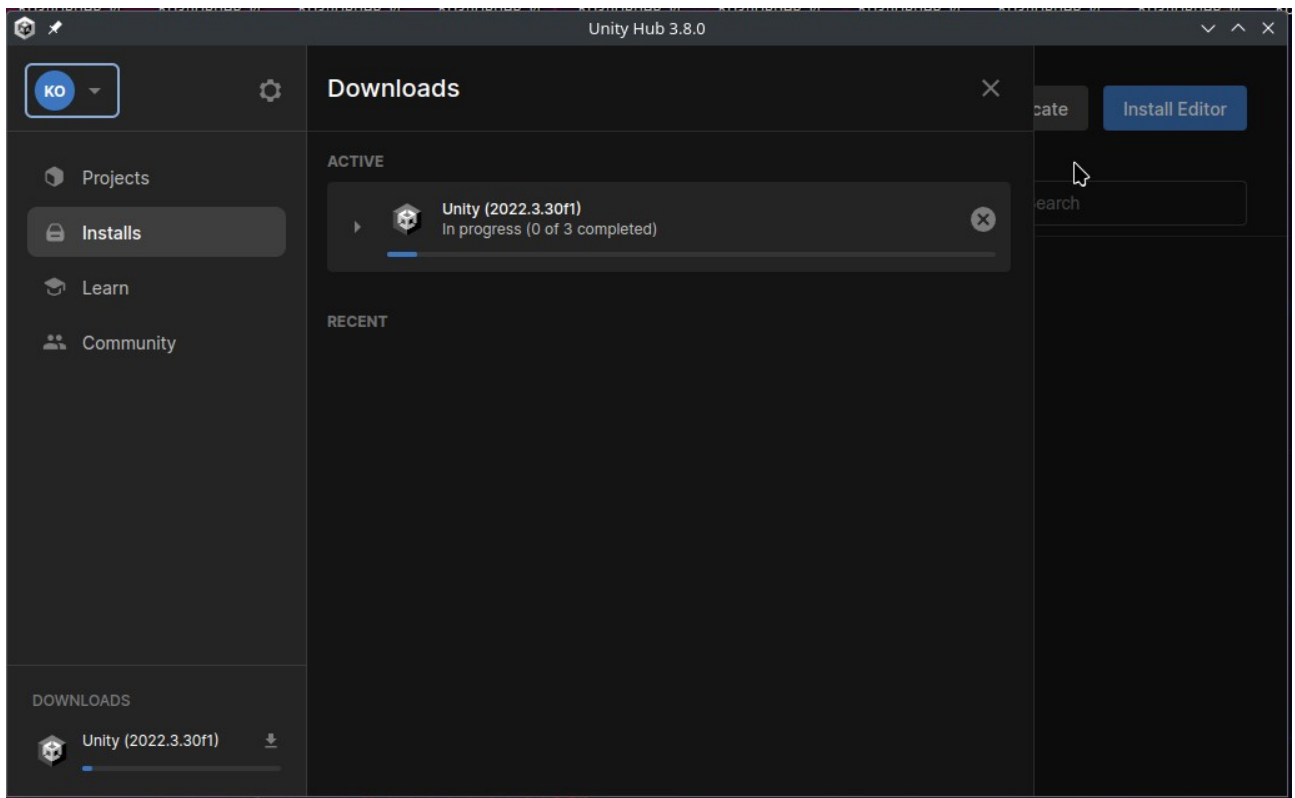 Unity Hub 3.8.0
KO
Projects
Installs
Learn
Community
DOWNLOADS
Unity (2022.3.30f1)
Downloads
ACTIVE
Unity (2022.3.30f1)
In progress (0 of 3 completed)
RECENT
cate
Install Editor
earch